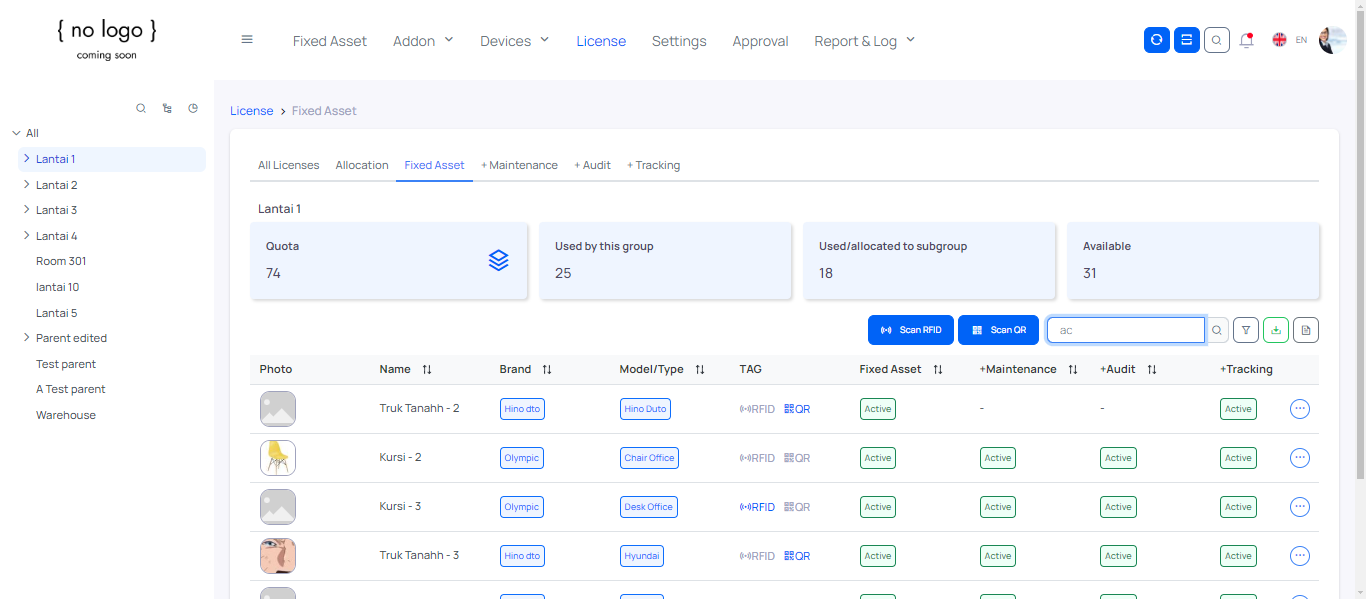 { no logo }
coming soon
Fixed Asset Addon Devices License Settings Approval Report & Log EN
All
Lantai 1
Lantai 2
Lantai 3
Lantai 4
Room 301
lantai 10
Lantai 5
Parent edited
Test parent
A Test parent
Warehouse
License > Fixed Asset
All Licenses Allocation Fixed Asset + Maintenance + Audit + Tracking
Lantai 1
Quota
74
Used by this group
25
Used/allocated to subgroup
18
Available
31
Scan RFID Scan QR ac
Photo Name Brand Model/Type TAG Fixed Asset +Maintenance +Audit +Tracking
Truk Tanahh - 2 Hino dto Hino Duto RFID QR Active - - Active
Kursi - 2 Olympic Chair Office RFID QR Active Active Active Active
Kursi - 3 Olympic Desk Office RFID QR Active Active Active Active
Truk Tanahh - 3 Hino dto Hyundai RFID QR Active Active Active Active